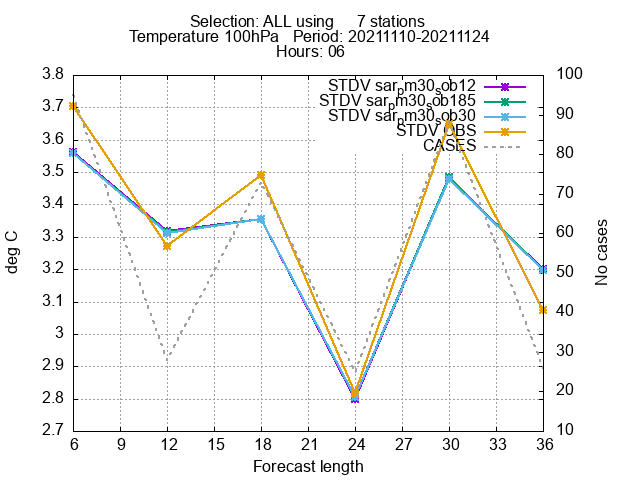 Selection: ALL using 7 stations
Temperature 100hPa Period: 20211110-20211124
Hours: 06
STDV sarpm30sob12
STDV sarpm30sob185
STDV sarpm30sob30
STDV OBS
CASES
3.8
3.7
3.6
3.5
3.4
3.3
3.2
3.1
3
2.9
2.8
2.7
deg C
100
90
80
70
60
50
40
30
20
10
No cases
6 9 12 15 18 21 24 27 30 33 36
Forecast length